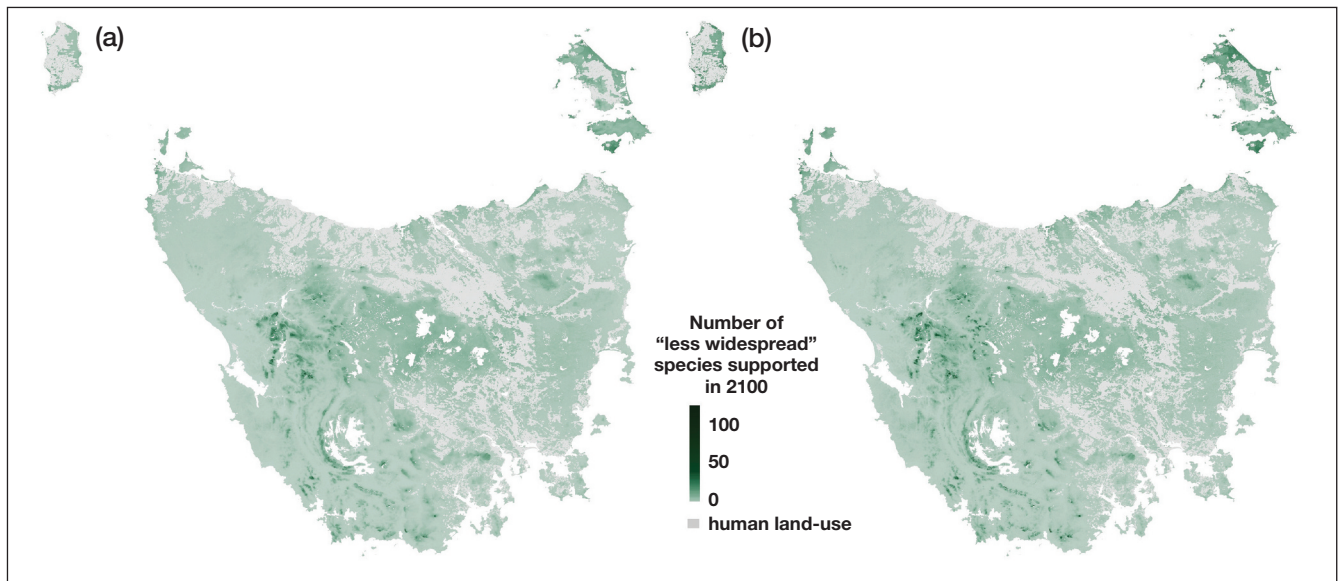 (a)
(b)
Number of
“less widespread”
species supported
in 2100
100
50
0
human land-use